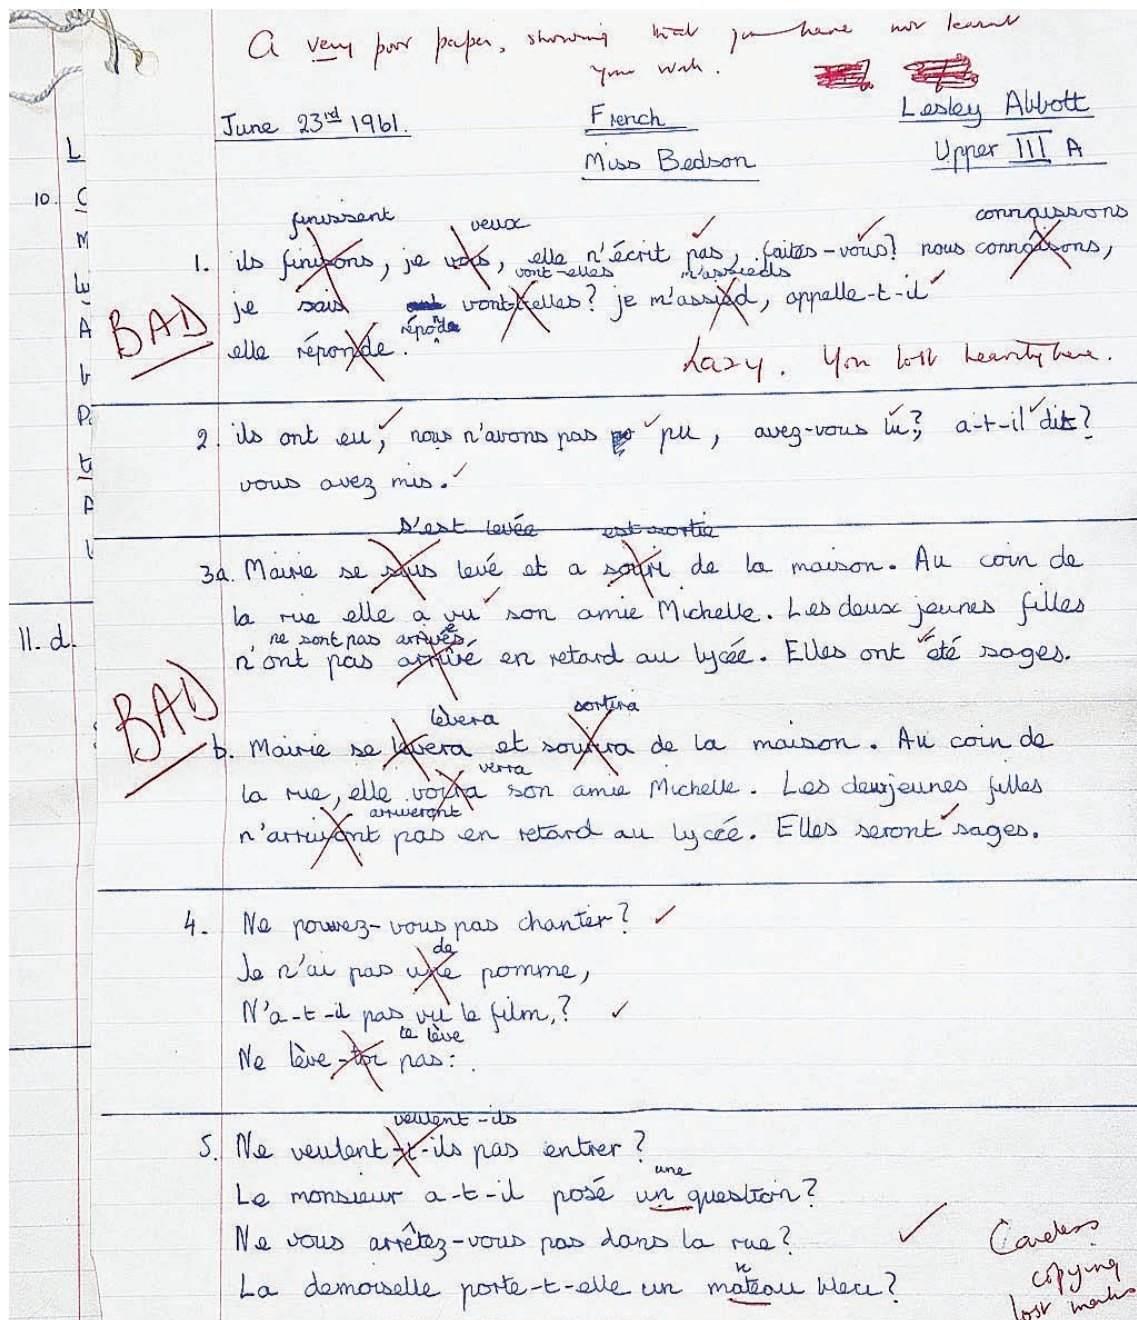 A very poor paper, showing that you have not learnt
your work.
June 23rd 1961. French Lesley Abbott
Miss Bedson Upper III A
L
10. C
M
A
P
11. d.
finissent veux connaissons
1. ils finissons, je vois, elle n'écrit pas, faites-vous? nous connaîsons,
vont-elles m'assieds
je sais vont-t-elles? je m'assied, appelle-t-il
BAD
réponde
elle réponde.
Lazy. You lost heavily here.
2. ils ont eu, nous n'avons pas pu, avez-vous lu? a-t-il dit?
vous avez mis.
s'est levée est sortie
3a. Mairie se suis levé et a souri de la maison. Au coin de
la rue elle a vu son amie Michelle. Les deux jeunes filles
ne sont pas arrivés
n'ont pas arrivé en retard au lycée. Elles ont été sages.
BAD
lèvera sortira
b. Mairie se levera et sourira de la maison. Au coin de
verra
la rue, elle voira son amie Michelle. Les deux jeunes filles
arriveront
n'arrivont pas en retard au lycée. Elles seront sages.
4. Ne pouvez-vous pas chanter?
de
Je n'ai pas une pomme,
N'a-t-il pas vu le film,?
te lève
Ne lève-toi pas:
veulent-ils
5. Ne veulent-t-ils pas entrer?
une
Le monsieur a-t-il posé un question?
Ne vous arrêtez-vous pas dans la rue?
n
La demoiselle porte-t-elle un mateau bleu?
Careless
copying
lost marks